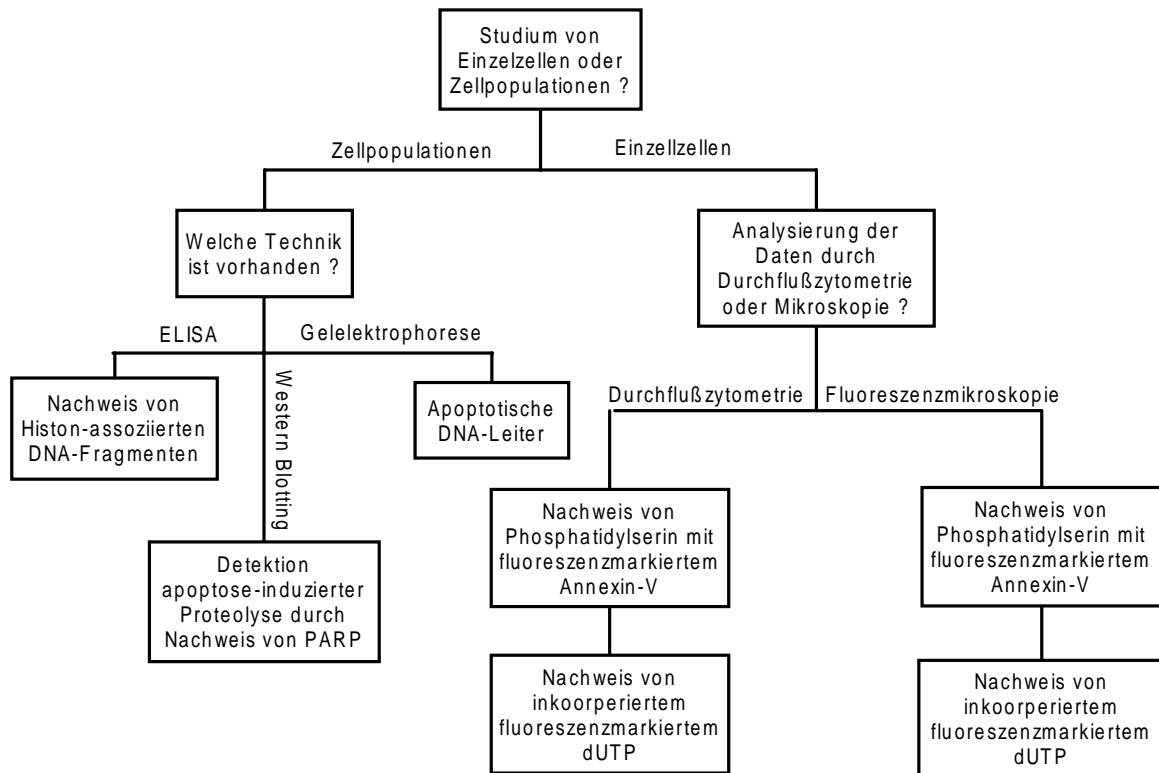 Studium von
Einzelzellen oder
Zellpopulationen ?
Zellpopulationen
Einzellzellen
Welche Technik
ist vorhanden ?
Analysierung der
Daten durch
Durchflußzytometrie
oder Mikroskopie ?
ELISA
Gelelektrophorese
Western Blotting
Nachweis von
Histon-assoziierten
DNA-Fragmenten
Apoptotische
DNA-Leiter
Detektion
apoptose-induzierter
Proteolyse durch
Nachweis von PARP
Durchflußzytometrie
Fluoreszenzmikroskopie
Nachweis von
Phosphatidylserin mit
fluoreszenzmarkiertem
Annexin-V
Nachweis von
Phosphatidylserin mit
fluoreszenzmarkiertem
Annexin-V
Nachweis von
inkoorperiertem
fluoreszenzmarkiertem
dUTP
Nachweis von
inkoorperiertem
fluoreszenzmarkiertem
dUTP